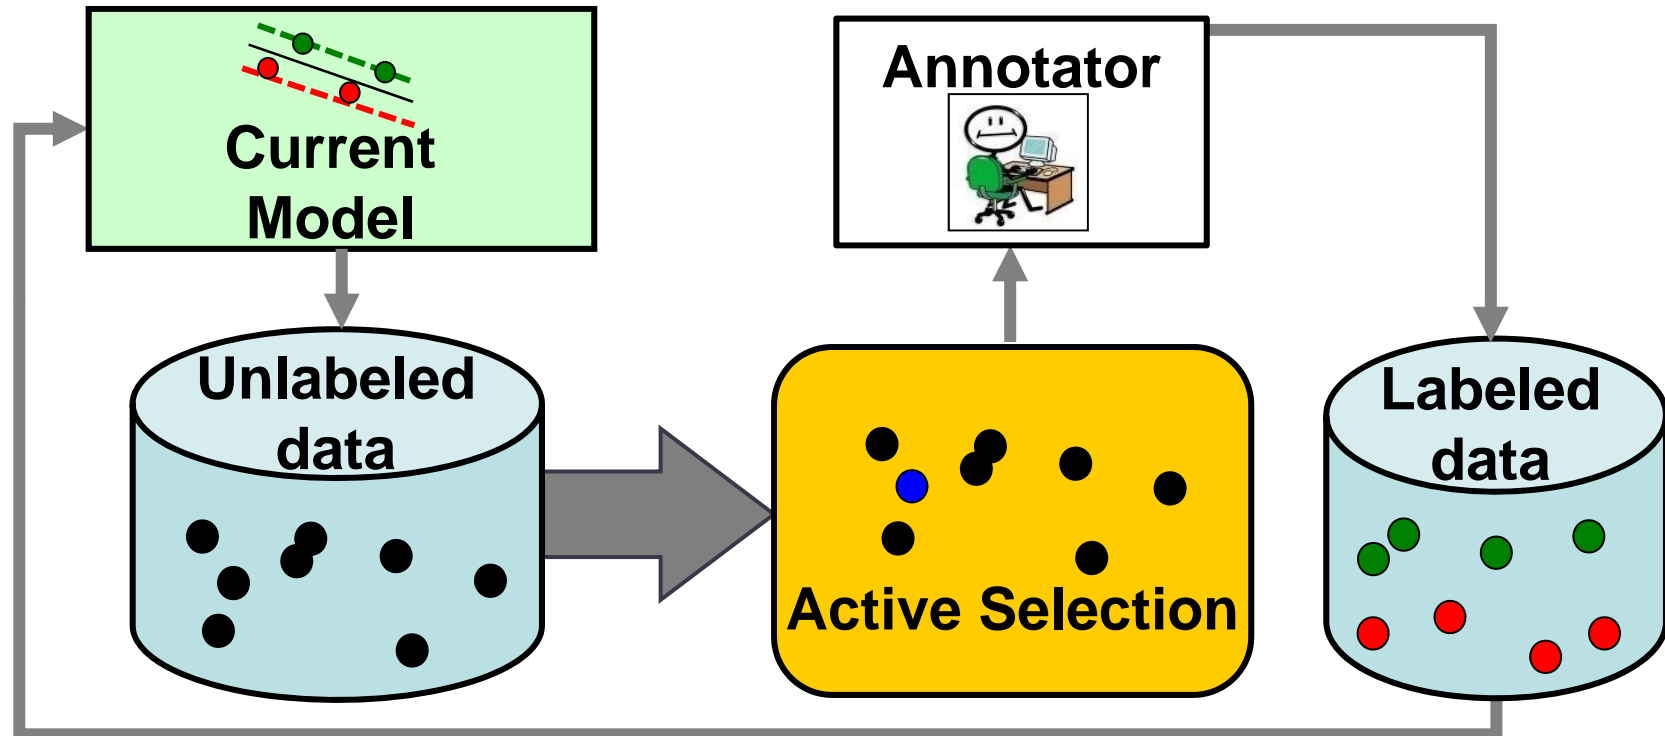 Current
Model
Annotator
Unlabeled
data
Active Selection
Labeled
data